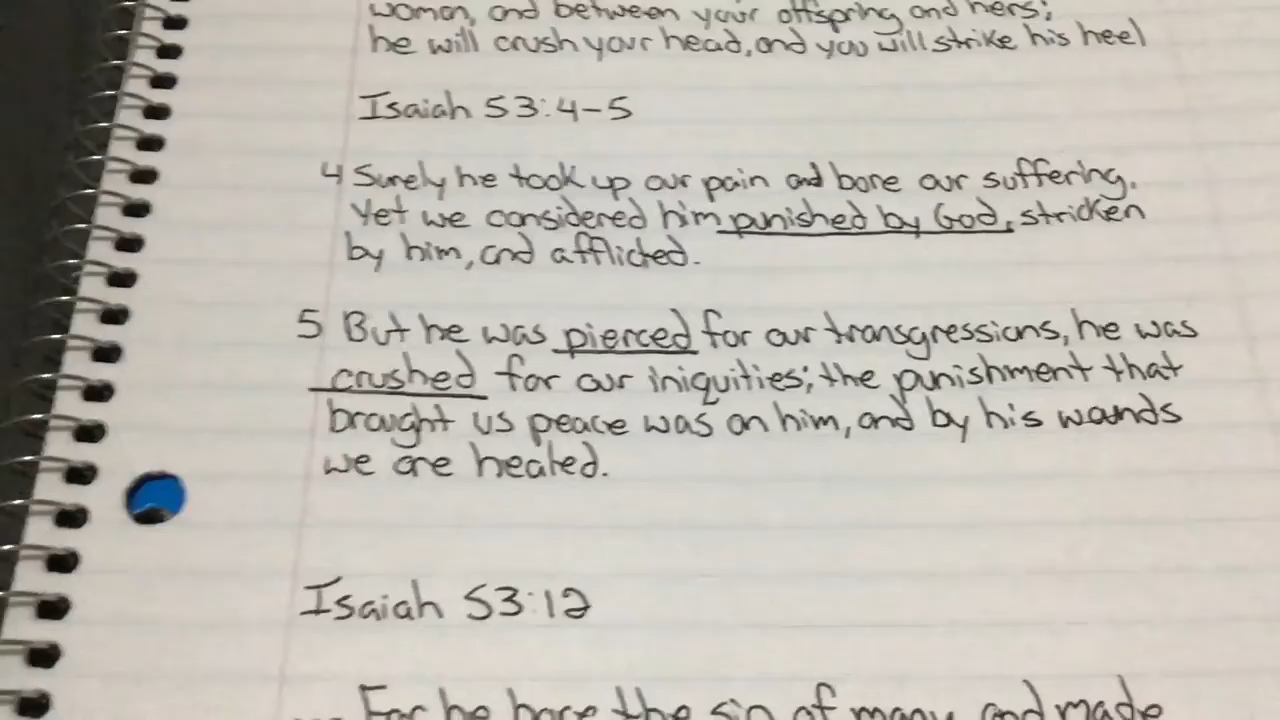 woman, and between your offspring and hers;
he will crush your head, and you will strike his heel
Isaiah 53:4-5
4 Surely he took up our pain and bore our suffering.
Yet we considered him punished by God, stricken
by him, and afflicted.
5 But he was pierced for our transgressions, he was
crushed for our iniquities; the punishment that
brought us peace was on him, and by his wounds
we are healed.
Isaiah 53:12
For he bore the sin of many, and made